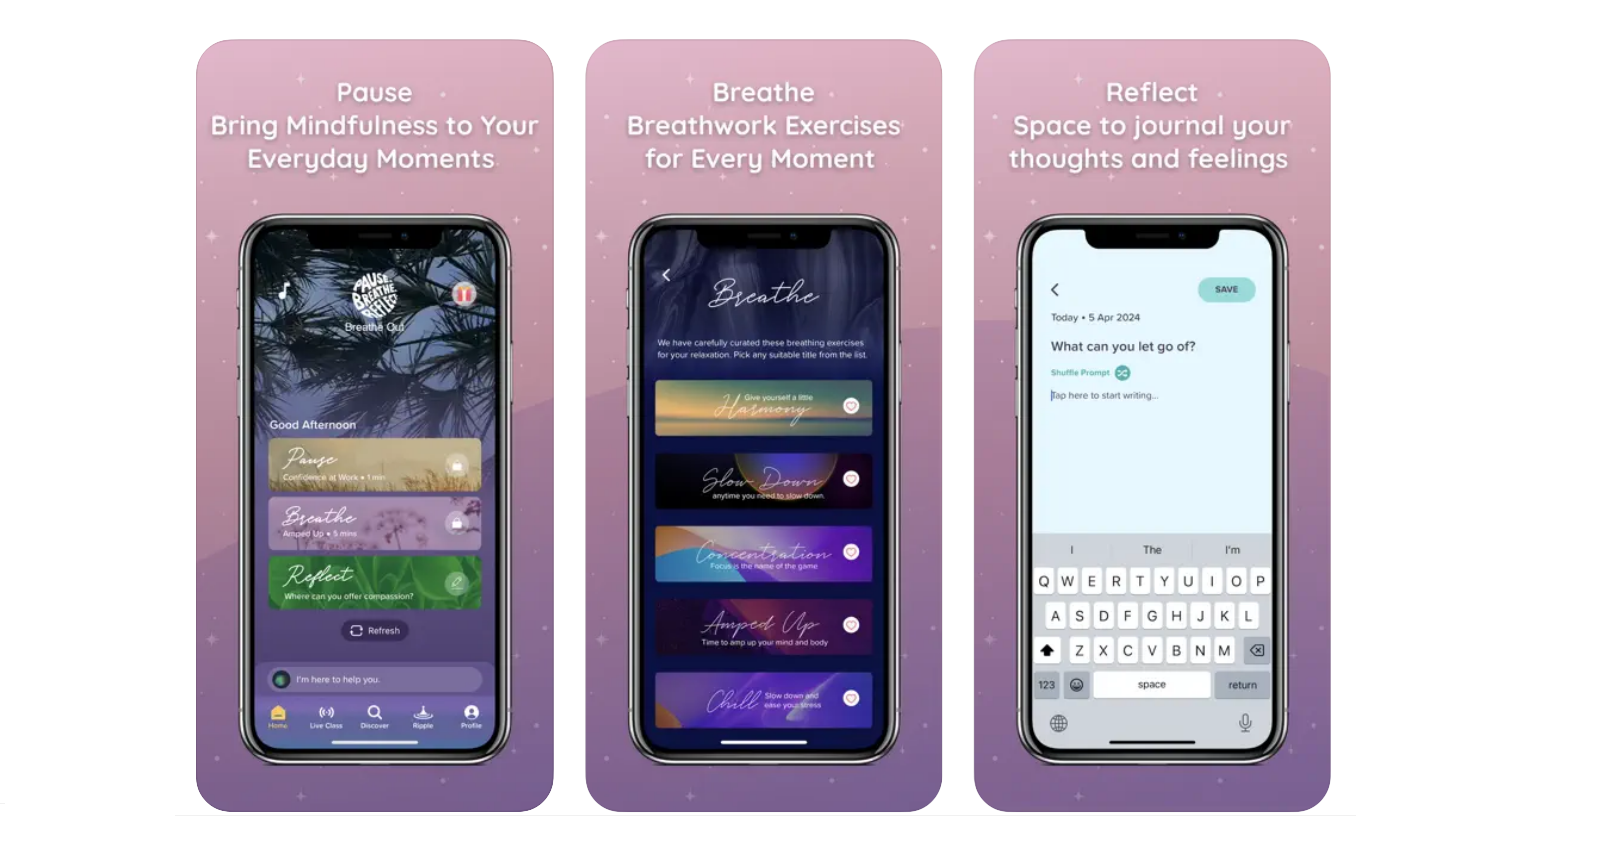 Pause
Bring Mindfulness to Your
Everyday Moments
PAUSE.
BREATHE.
REFLECT
Breathe Out
Good Afternoon
Pause
Confidence at Work • 1 min
Breathe
Amped Up • 5 mins
Reflect
Where can you offer compassion?
Refresh
I'm here to help you.
Home
Live Class
Discover
Ripple
Profile
Breathe
Breathwork Exercises
for Every Moment
Breathe
We have carefully curated these breathing exercises
for your relaxation. Pick any suitable title from the list.
Give yourself a little
Harmony
Slow Down
anytime you need to slow down.
Concentration
Focus is the name of the game
Amped Up
Time to amp up your mind and body
Chill
Slow down and
ease your stress
Reflect
Space to journal your
thoughts and feelings
SAVE
Today • 5 Apr 2024
What can you let go of?
Shuffle Prompt
Tap here to start writing...
I The I'm
Q W E R T Y U I O P
A S D F G H J K L
Z X C V B N M
123 space return